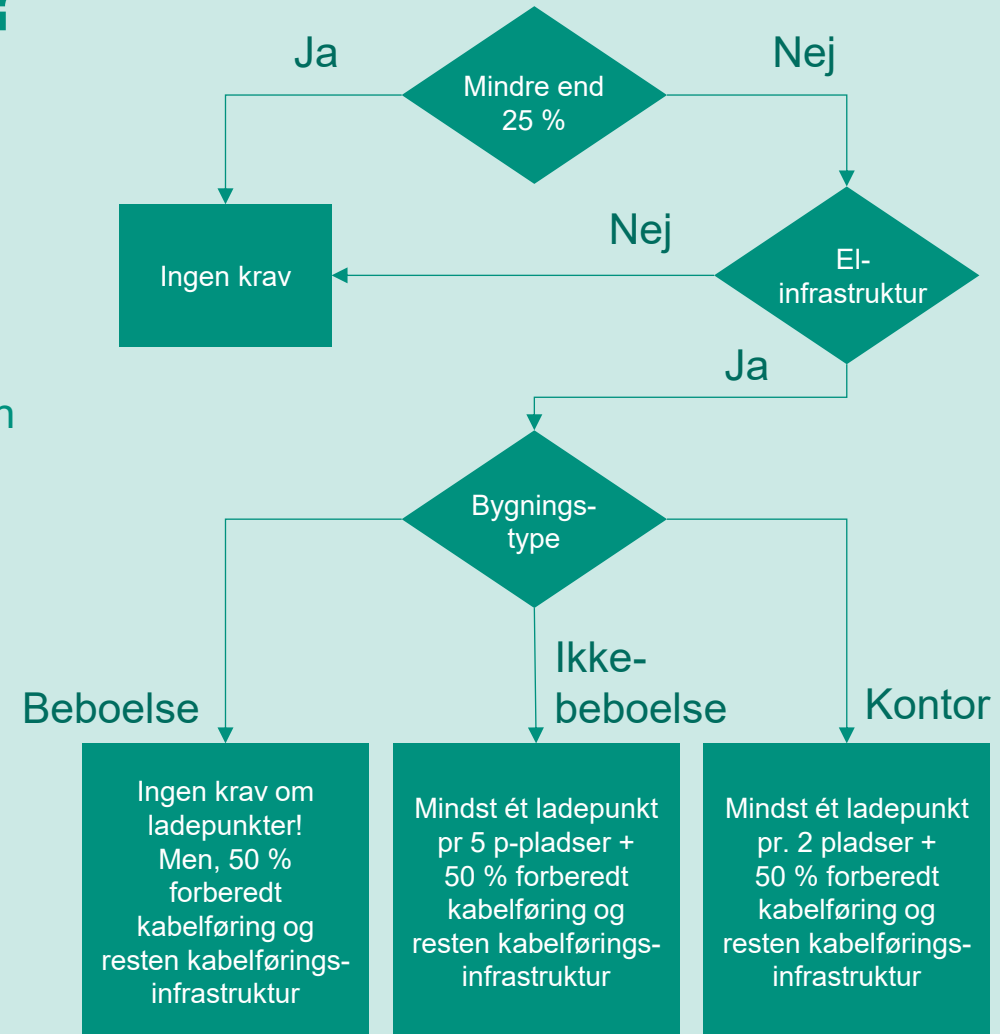 ?
Ja
Nej
Mindre end
25 %
Nej
Ingen krav
El-
infrastruktur
Ja
n
Bygnings-
type
Beboelse
Ikke-
beboelse
Kontor
Ingen krav om
ladepunkter!
Men, 50 %
forberedt
kabelføring og
resten kabelførings-
infrastruktur
Mindst ét ladepunkt
pr 5 p-pladser +
50 % forberedt
kabelføring og
resten kabelførings-
infrastruktur
Mindst ét ladepunkt
pr. 2 pladser +
50 % forberedt
kabelføring og
resten kabelførings-
infrastruktur